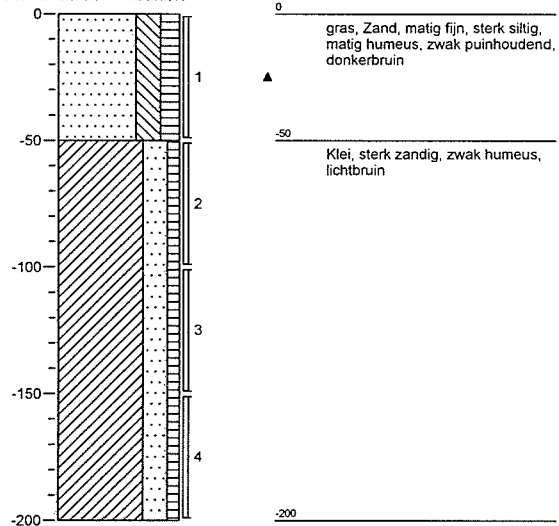 0
-50
-100
-150
-200
1
2
3
4
0
gras, Zand, matig fijn, sterk siltig,
matig humeus, zwak puinhoudend,
donkerbruin
-50
Klei, sterk zandig, zwak humeus,
lichtbruin
-200